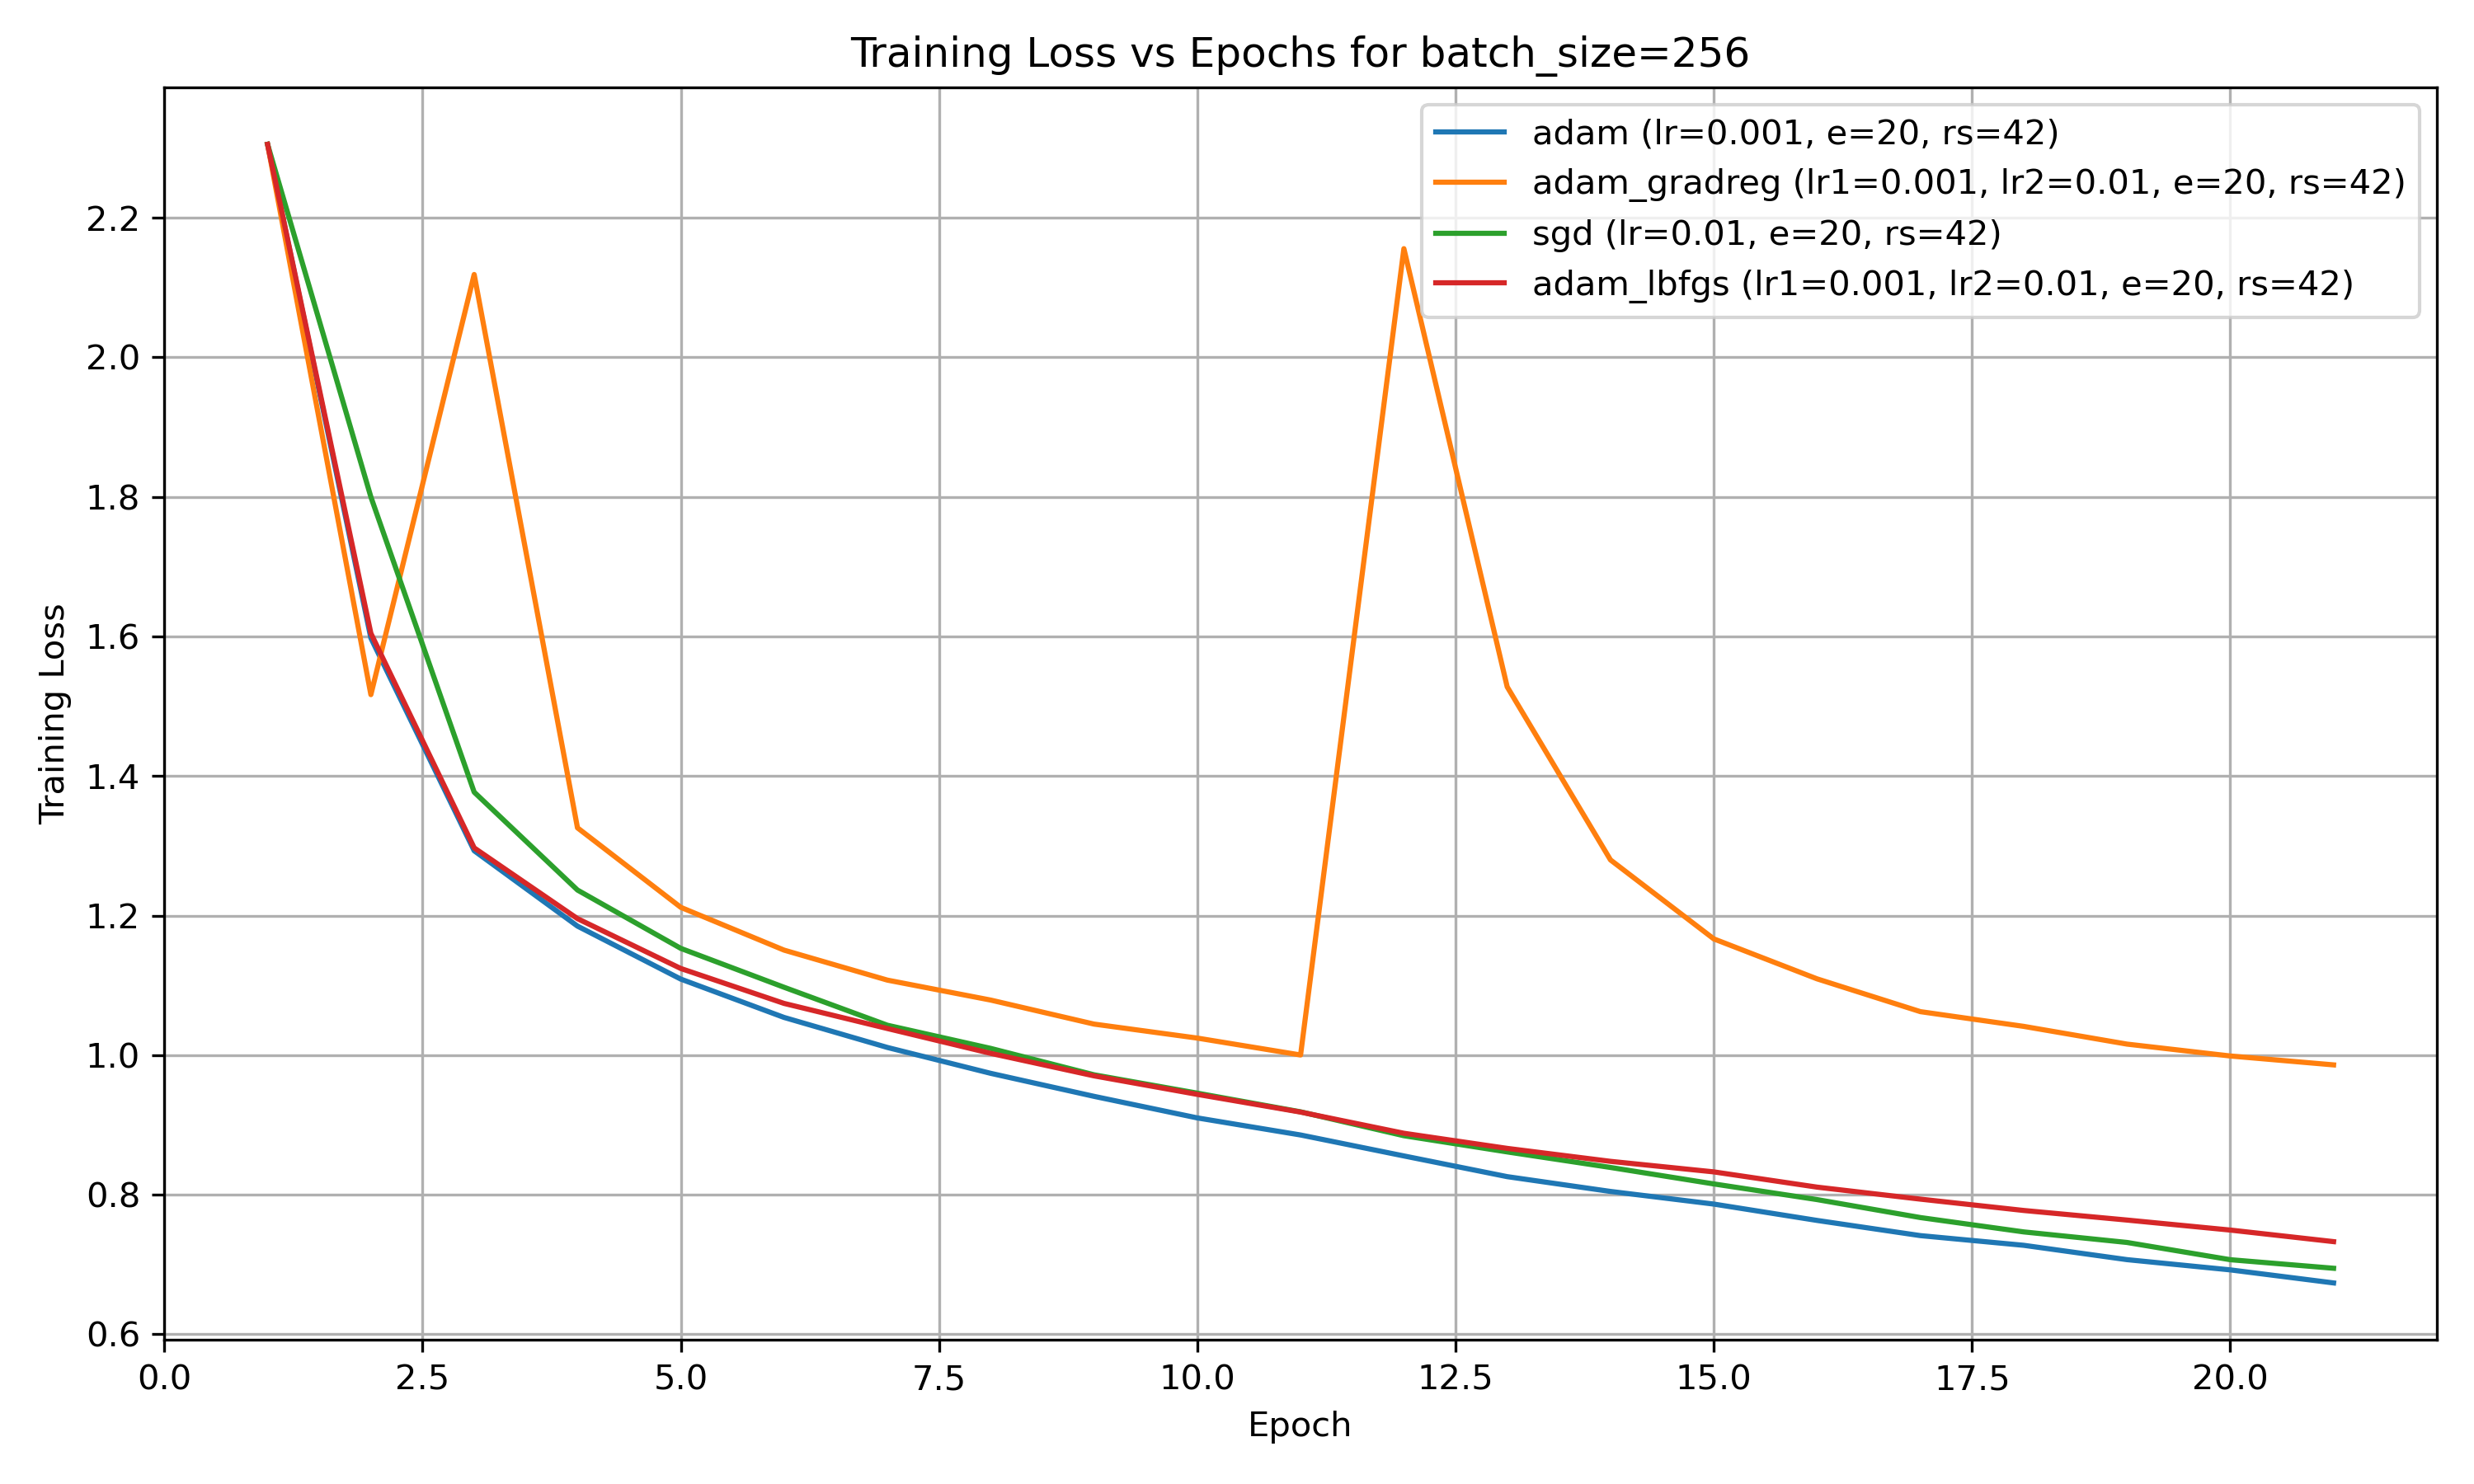 Training Loss vs Epochs for batch_size=256
adam (lr=0.001, e=20, rs=42)
adam_gradreg (lr1=0.001, lr2=0.01, e=20, rs=42)
sgd (lr=0.01, e=20, rs=42)
adam_lbfgs (lr1=0.001, lr2=0.01, e=20, rs=42)
Training Loss
2.2
2.0
1.8
1.6
1.4
1.2
1.0
0.8
0.6
0.0 2.5 5.0 7.5 10.0 12.5 15.0 17.5 20.0
Epoch